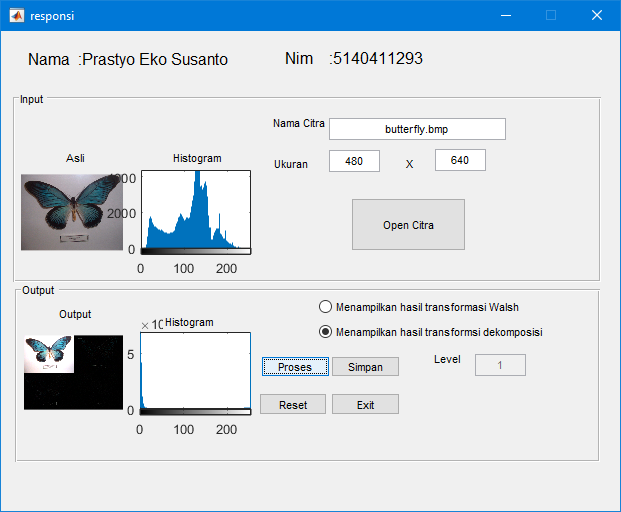 responsi
Nama :Prastyo Eko Susanto
Nim :5140411293
Input
Nama Citra butterfly.bmp
Asli
Histogram
Ukuran 480 X 640
2000
0
0 100 200
Open Citra
Output
Output
Histogram
5
0
0 100 200
Menampilkan hasil transformasi Walsh
Menampilkan hasil transformsi dekomposisi
Level 1
Proses
Simpan
Reset
Exit